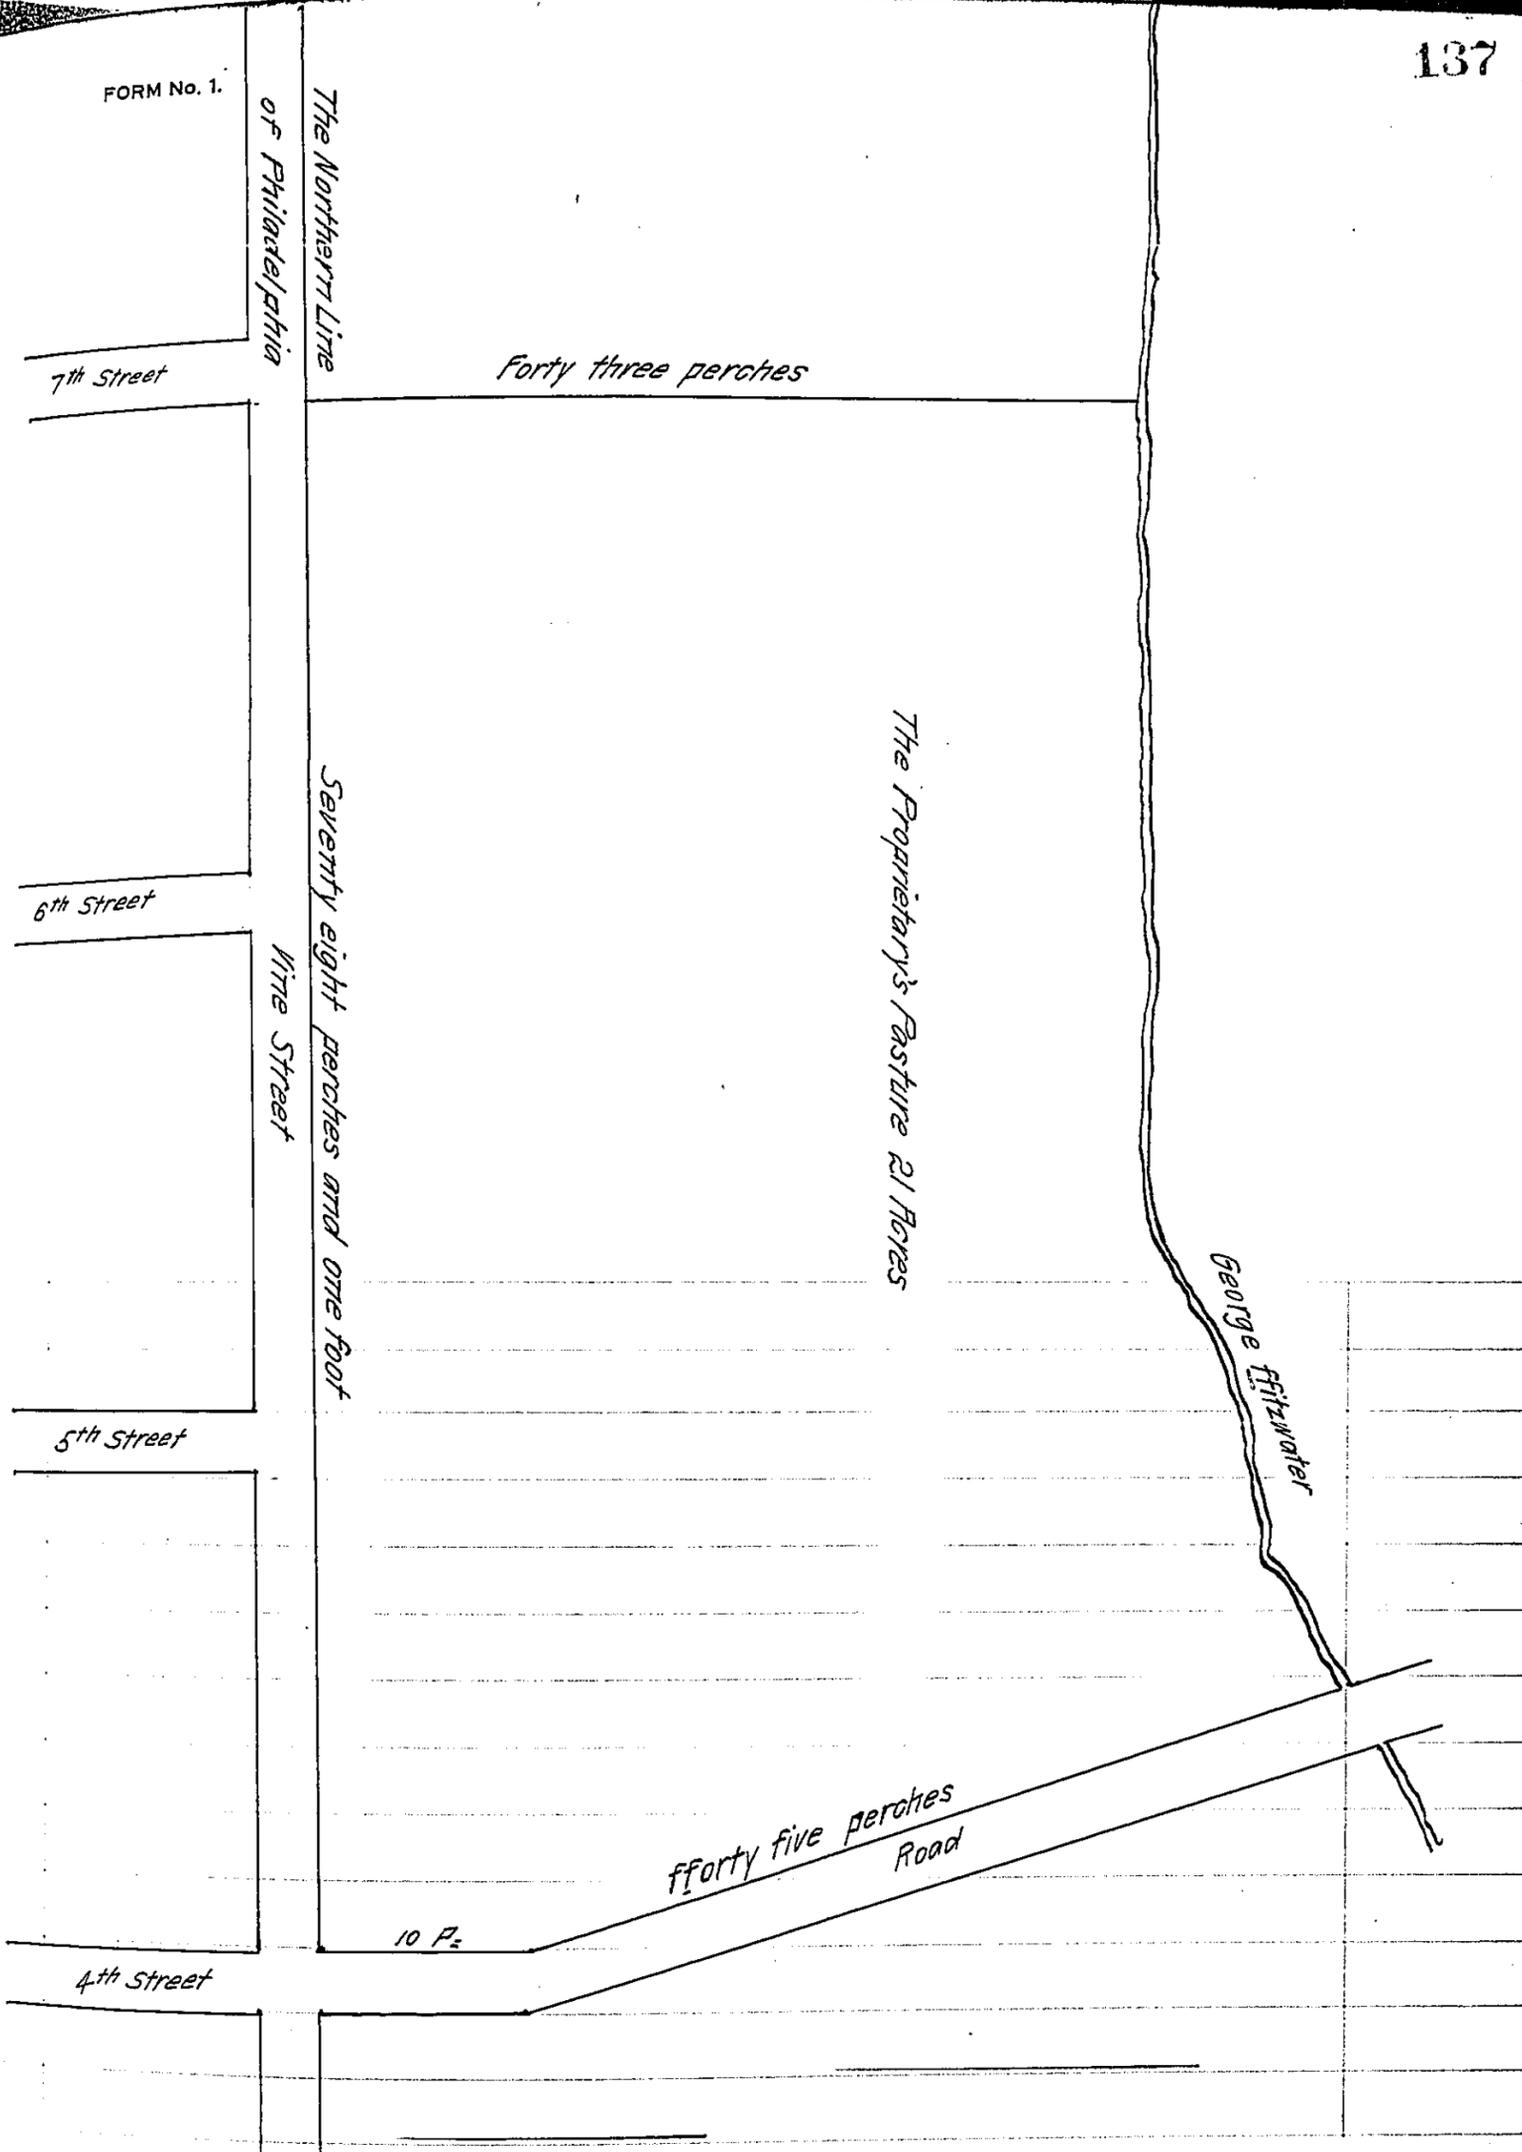 137
FORM No. 1.
The Northern Line
of Philadelphia
7th Street
Forty three perches
The Proprietary's Pasture 21 Acres
Seventy eight perches and one foot
6th Street
Vine Street
George ffitzwater
5th Street
fforty five perches
Road
10 P=
4th Street